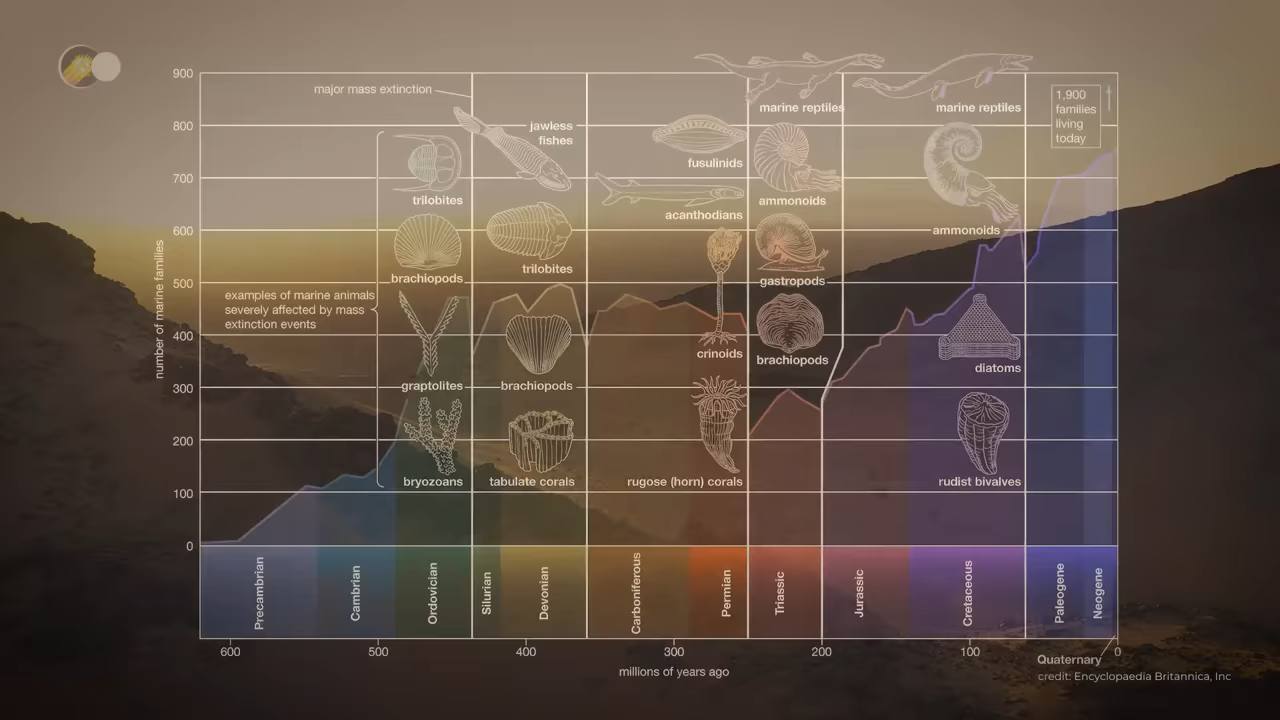 900
800
700
600
500
400
300
200
100
0
number of marine families
major mass extinction
examples of marine animals
severely affected by mass
extinction events
trilobites
brachiopods
graptolites
bryozoans
jawless
fishes
trilobites
brachiopods
tabulate corals
fusulinids
acanthodians
crinoids
rugose (horn) corals
marine reptiles
ammonoids
gastropods
brachiopods
marine reptiles
ammonoids
diatoms
rudist bivalves
1,900
families
living
today
Precambrian
Cambrian
Ordovician
Silurian
Devonian
Carboniferous
Permian
Triassic
Jurassic
Cretaceous
Paleogene
Neogene
600
500
400
300
200
100
0
millions of years ago
Quaternary
credit: Encyclopaedia Britannica, Inc